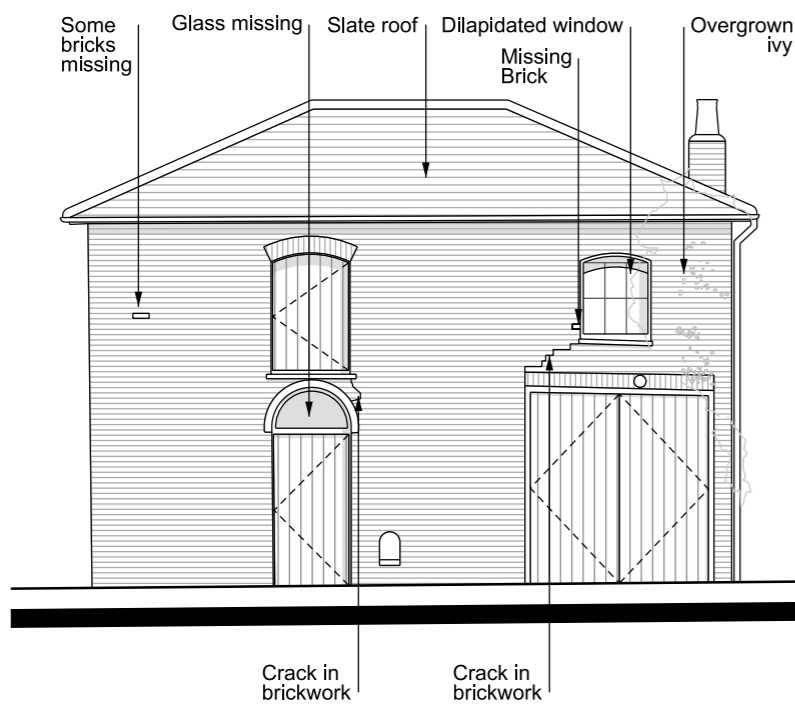 Some
bricks
missing
Glass missing
Slate roof
Dilapidated window
Missing
Brick
Overgrown
ivy
Crack in
brickwork
Crack in
brickwork